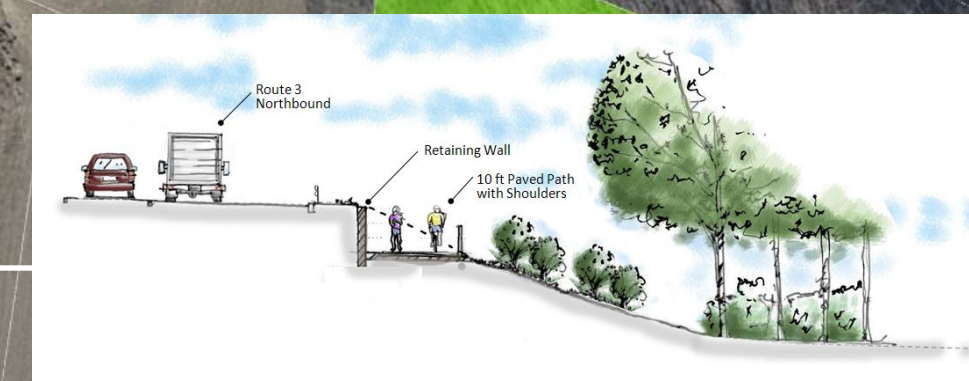 Route 3
Northbound
Retaining Wall
10 ft Paved Path
with Shoulders